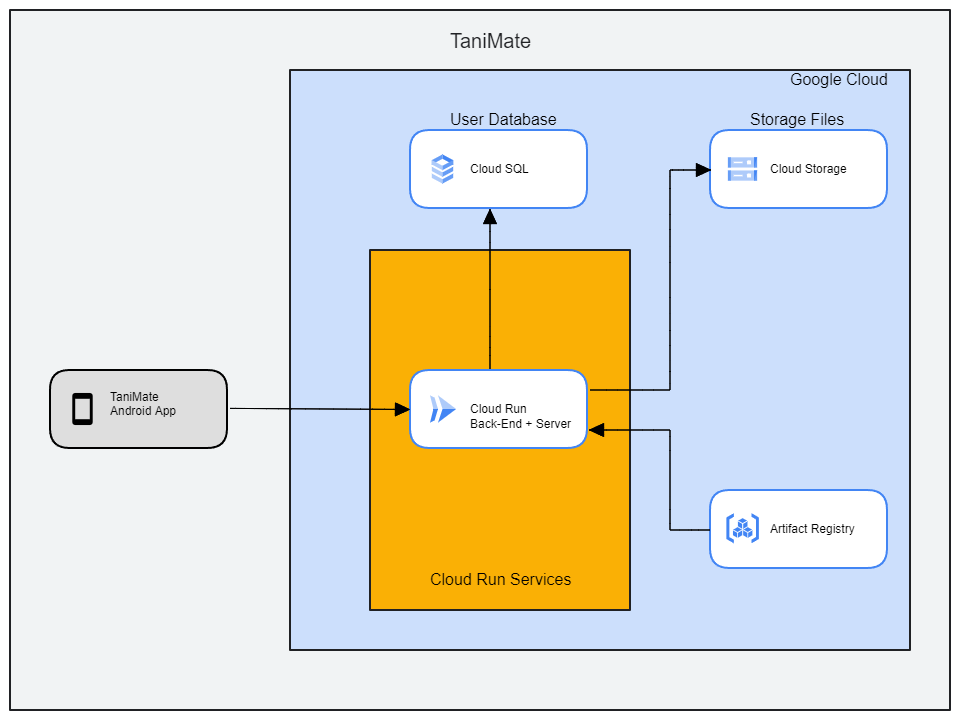 TaniMate
Google Cloud
User Database
Storage Files
Cloud SQL
Cloud Storage
TaniMate
Android App
Cloud Run
Back-End + Server
Artifact Registry
Cloud Run Services